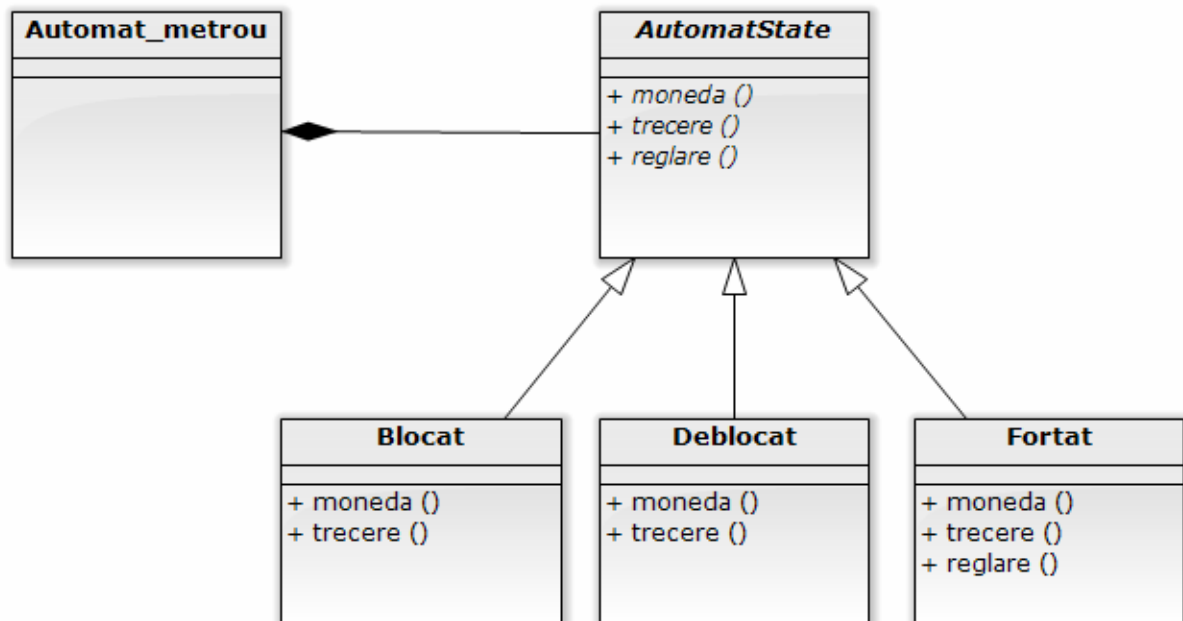 Automat_metrou
AutomatState
+ moneda ()
+ trecere ()
+ reglare ()
Blocat
+ moneda ()
+ trecere ()
Deblocat
+ moneda ()
+ trecere ()
Fortat
+ moneda ()
+ trecere ()
+ reglare ()